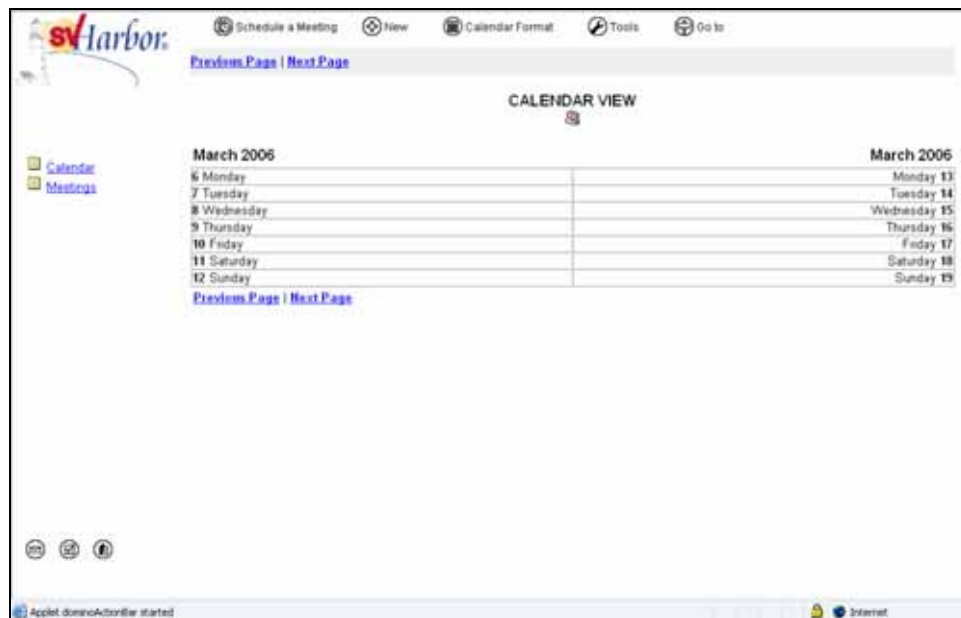 SVHarbor.
Schedule a Meeting New Calendar Format Tools Go to
Previous Page | Next Page
CALENDAR VIEW
Calendar
Meetings
March 2006 March 2006
6 Monday Monday 13
7 Tuesday Tuesday 14
8 Wednesday Wednesday 15
9 Thursday Thursday 16
10 Friday Friday 17
11 Saturday Saturday 18
12 Sunday Sunday 19
Previous Page | Next Page
Applet dominoActionBar started Internet